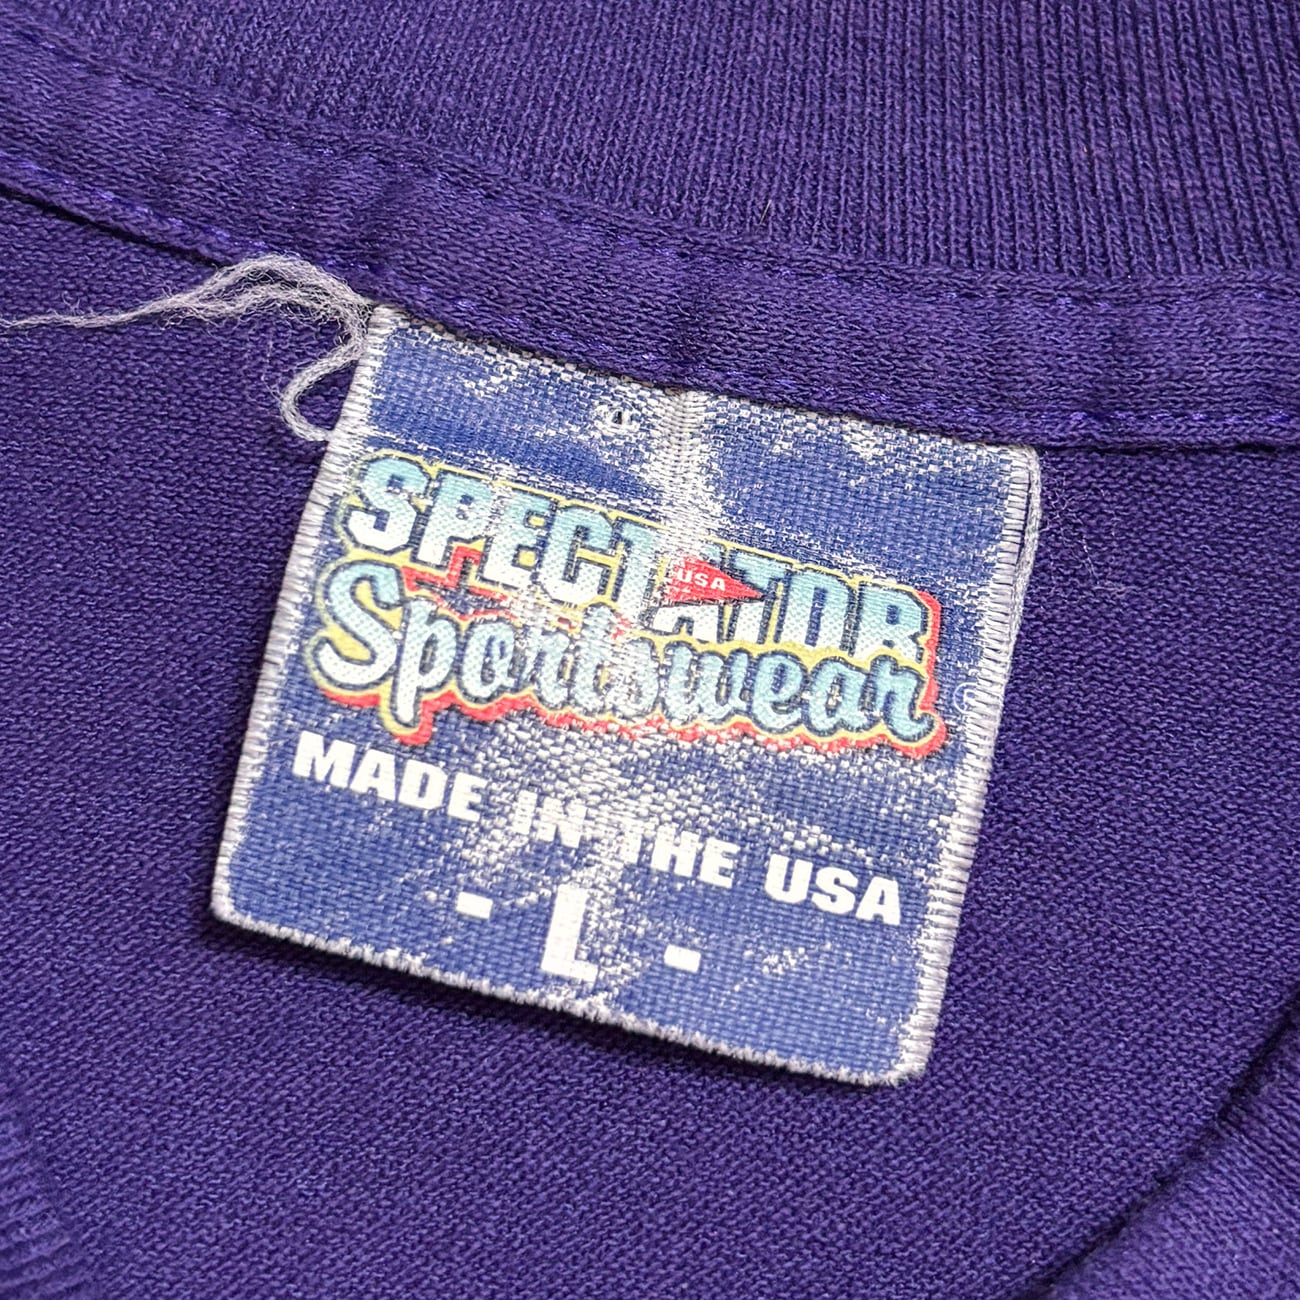 SPECTATOR
USA
Sportswear
MADE IN THE USA
- L -